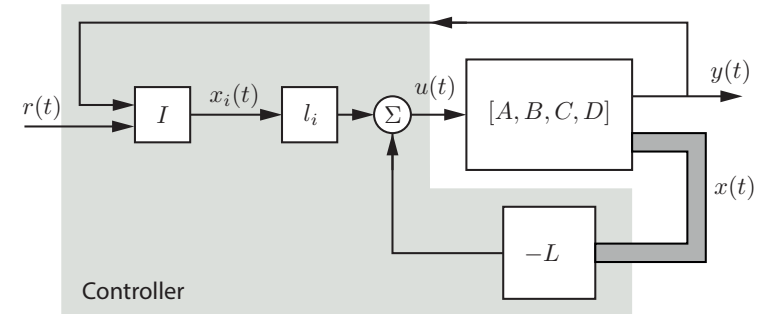 r(t)
I
x_i(t)
l_i
Σ
u(t)
[A, B, C, D]
y(t)
x(t)
−L
Controller